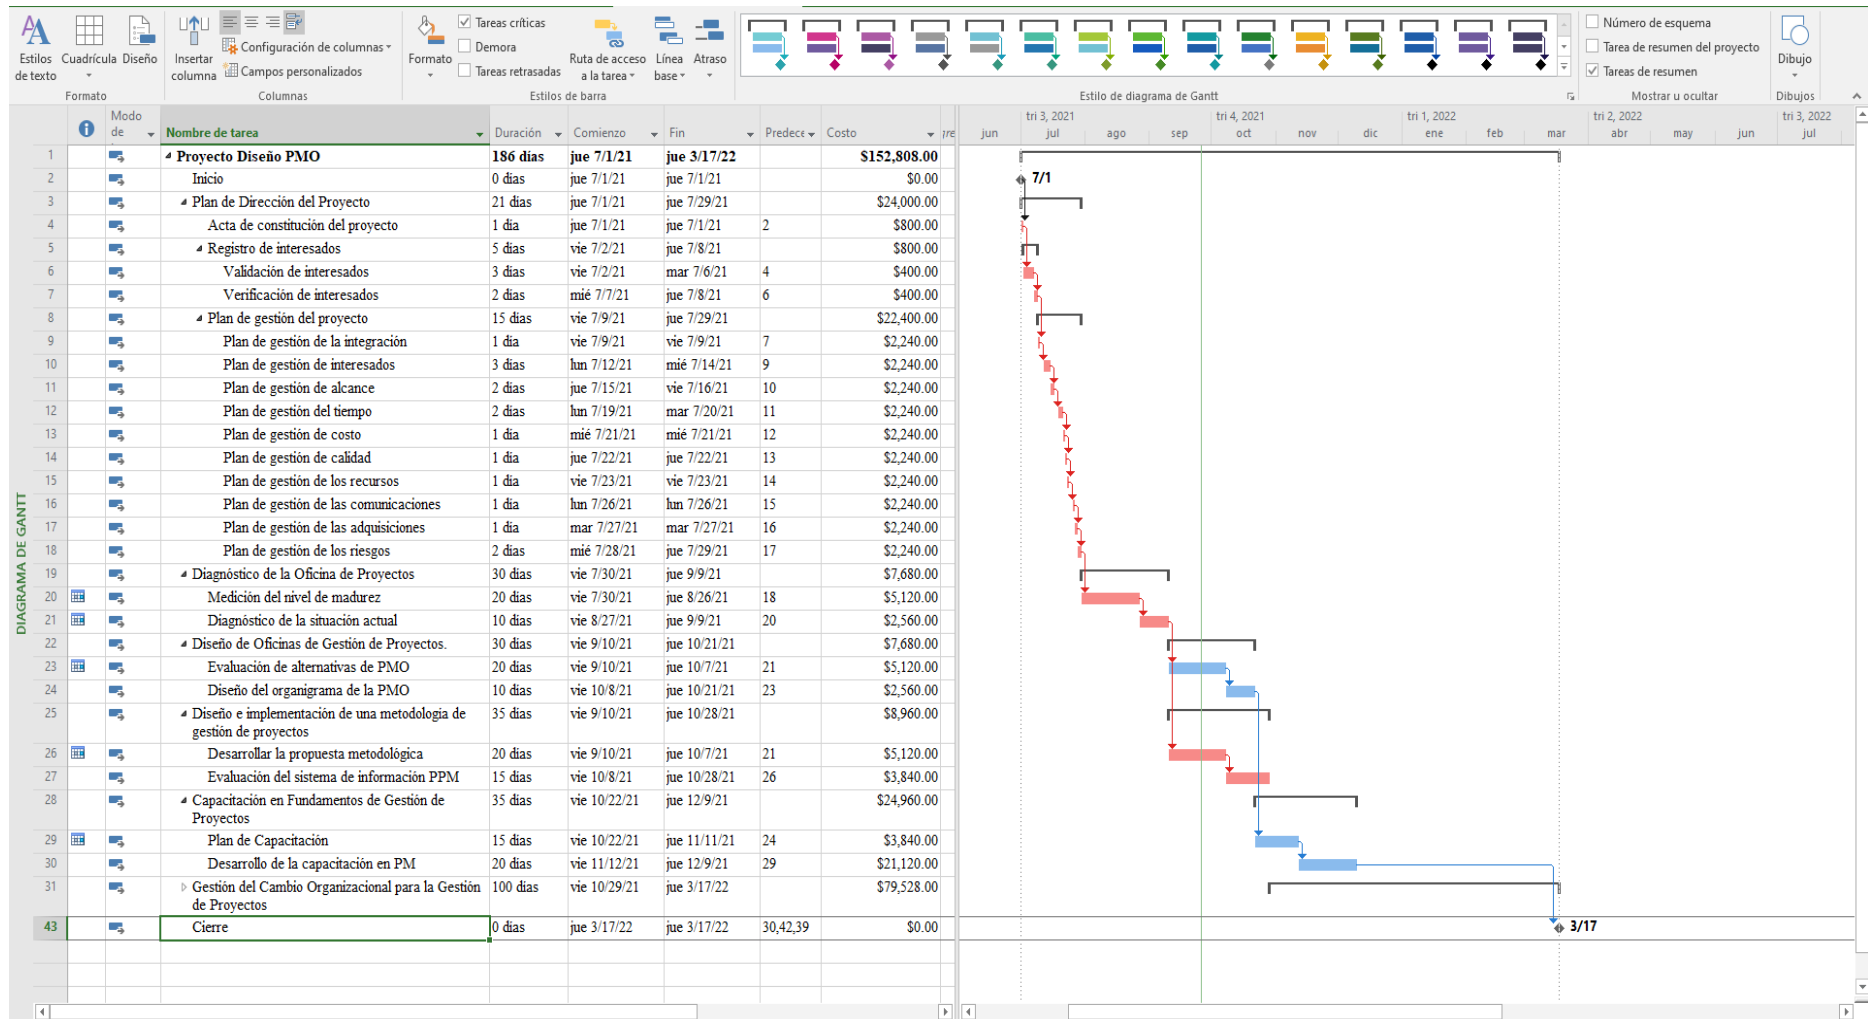 Estilos de texto
Cuadrícula
Diseño
Formato
Insertar columna
Configuración de columnas
Campos personalizados
Columnas
Formato
Tareas críticas
Demora
Tareas retrasadas
Ruta de acceso a la tarea
Línea base
Atraso
Estilos de barra
Estilo de diagrama de Gantt
Número de esquema
Tarea de resumen del proyecto
Tareas de resumen
Mostrar u ocultar
Dibujo
Dibujos
DIAGRAMA DE GANTT
Modo de Nombre de tarea Duración Comienzo Fin Predece Costo
tri 3, 2021 tri 4, 2021 tri 1, 2022 tri 2, 2022 tri 3, 2022
jun jul ago sep oct nov dic ene feb mar abr may jun jul
1 Proyecto Diseño PMO 186 días jue 7/1/21 jue 3/17/22 $152,808.00
2 Inicio 0 días jue 7/1/21 jue 7/1/21 $0.00 7/1
3 Plan de Dirección del Proyecto 21 días jue 7/1/21 jue 7/29/21 $24,000.00
4 Acta de constitución del proyecto 1 día jue 7/1/21 jue 7/1/21 2 $800.00
5 Registro de interesados 5 días vie 7/2/21 jue 7/8/21 $800.00
6 Validación de interesados 3 días vie 7/2/21 mar 7/6/21 4 $400.00
7 Verificación de interesados 2 días mié 7/7/21 jue 7/8/21 6 $400.00
8 Plan de gestión del proyecto 15 días vie 7/9/21 jue 7/29/21 $22,400.00
9 Plan de gestión de la integración 1 día vie 7/9/21 vie 7/9/21 7 $2,240.00
10 Plan de gestión de interesados 3 días lun 7/12/21 mié 7/14/21 9 $2,240.00
11 Plan de gestión de alcance 2 días jue 7/15/21 vie 7/16/21 10 $2,240.00
12 Plan de gestión del tiempo 2 días lun 7/19/21 mar 7/20/21 11 $2,240.00
13 Plan de gestión de costo 1 día mié 7/21/21 mié 7/21/21 12 $2,240.00
14 Plan de gestión de calidad 1 día jue 7/22/21 jue 7/22/21 13 $2,240.00
15 Plan de gestión de los recursos 1 día vie 7/23/21 vie 7/23/21 14 $2,240.00
16 Plan de gestión de las comunicaciones 1 día lun 7/26/21 lun 7/26/21 15 $2,240.00
17 Plan de gestión de las adquisiciones 1 día mar 7/27/21 mar 7/27/21 16 $2,240.00
18 Plan de gestión de los riesgos 2 días mié 7/28/21 jue 7/29/21 17 $2,240.00
19 Diagnóstico de la Oficina de Proyectos 30 días vie 7/30/21 jue 9/9/21 $7,680.00
20 Medición del nivel de madurez 20 días vie 7/30/21 jue 8/26/21 18 $5,120.00
21 Diagnóstico de la situación actual 10 días vie 8/27/21 jue 9/9/21 20 $2,560.00
22 Diseño de Oficinas de Gestión de Proyectos. 30 días vie 9/10/21 jue 10/21/21 $7,680.00
23 Evaluación de alternativas de PMO 20 días vie 9/10/21 jue 10/7/21 21 $5,120.00
24 Diseño del organigrama de la PMO 10 días vie 10/8/21 jue 10/21/21 23 $2,560.00
25 Diseño e implementación de una metodología de 35 días vie 9/10/21 jue 10/28/21 $8,960.00
gestión de proyectos
26 Desarrollar la propuesta metodológica 20 días vie 9/10/21 jue 10/7/21 21 $5,120.00
27 Evaluación del sistema de información PPM 15 días vie 10/8/21 jue 10/28/21 26 $3,840.00
28 Capacitación en Fundamentos de Gestión de 35 días vie 10/22/21 jue 12/9/21 $24,960.00
Proyectos
29 Plan de Capacitación 15 días vie 10/22/21 jue 11/11/21 24 $3,840.00
30 Desarrollo de la capacitación en PM 20 días vie 11/12/21 jue 12/9/21 29 $21,120.00
31 Gestión del Cambio Organizacional para la Gestión 100 días vie 10/29/21 jue 3/17/22 $79,528.00
de Proyectos
43 Cierre 0 días jue 3/17/22 jue 3/17/22 30,42,39 $0.00 3/17